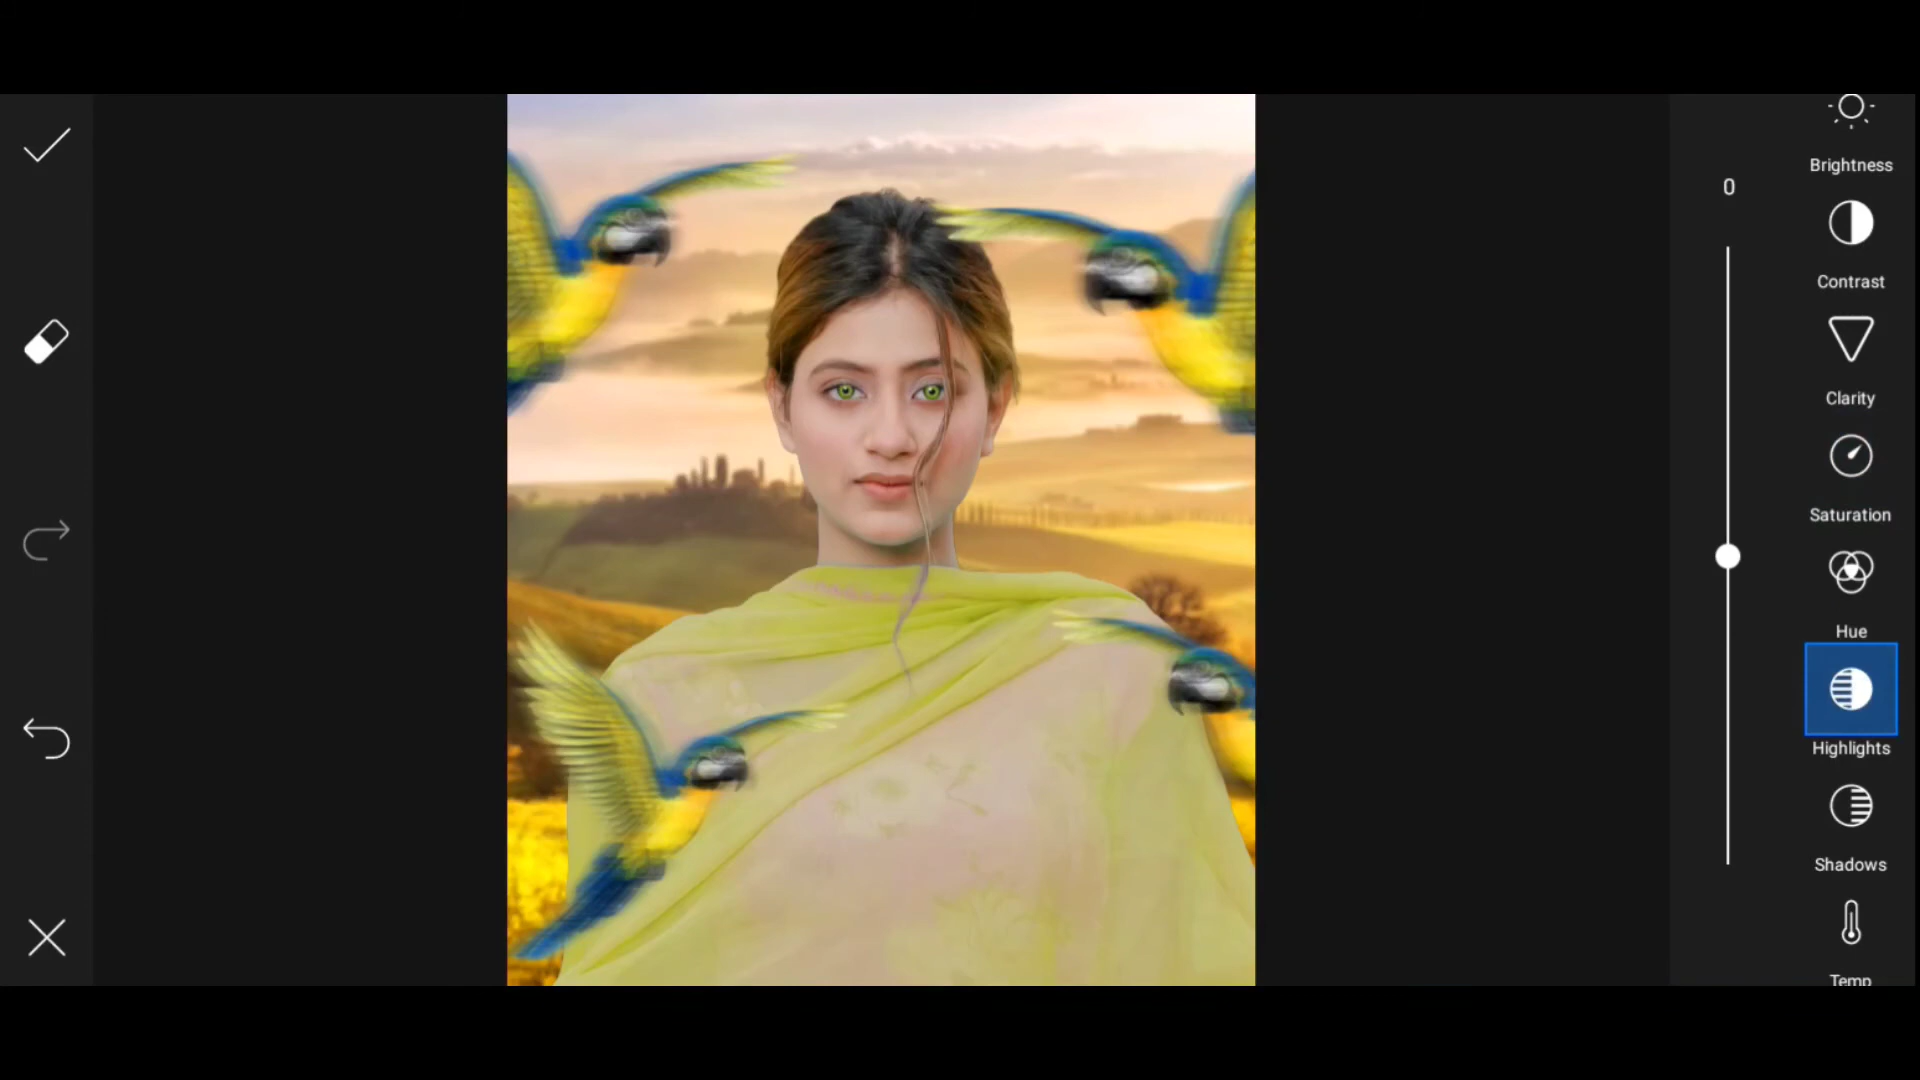 Brightness
0
Contrast
Clarity
Saturation
Hue
Highlights
Shadows
Temp